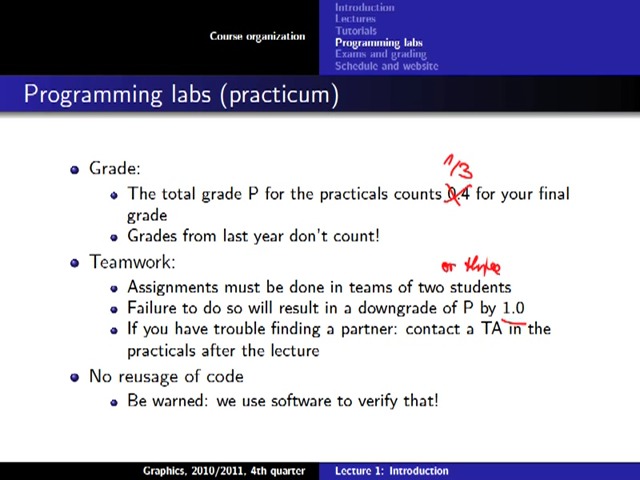 Introduction
Lectures
Course organization
Tutorials
Programming labs
Exams and grading
Schedule and website
Programming labs (practicum)
1/3
Grade:
The total grade P for the practicals counts 0.4 for your final
grade
Grades from last year don't count!
Teamwork:
or three
Assignments must be done in teams of two students
Failure to do so will result in a downgrade of P by 1.0
If you have trouble finding a partner: contact a TA in the
practicals after the lecture
No reusage of code
Be warned: we use software to verify that!
Graphics, 2010/2011, 4th quarter
Lecture 1: Introduction